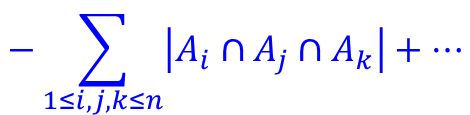 − ∑_{1≤i,j,k≤n} |A_i ∩ A_j ∩ A_k| + ⋯